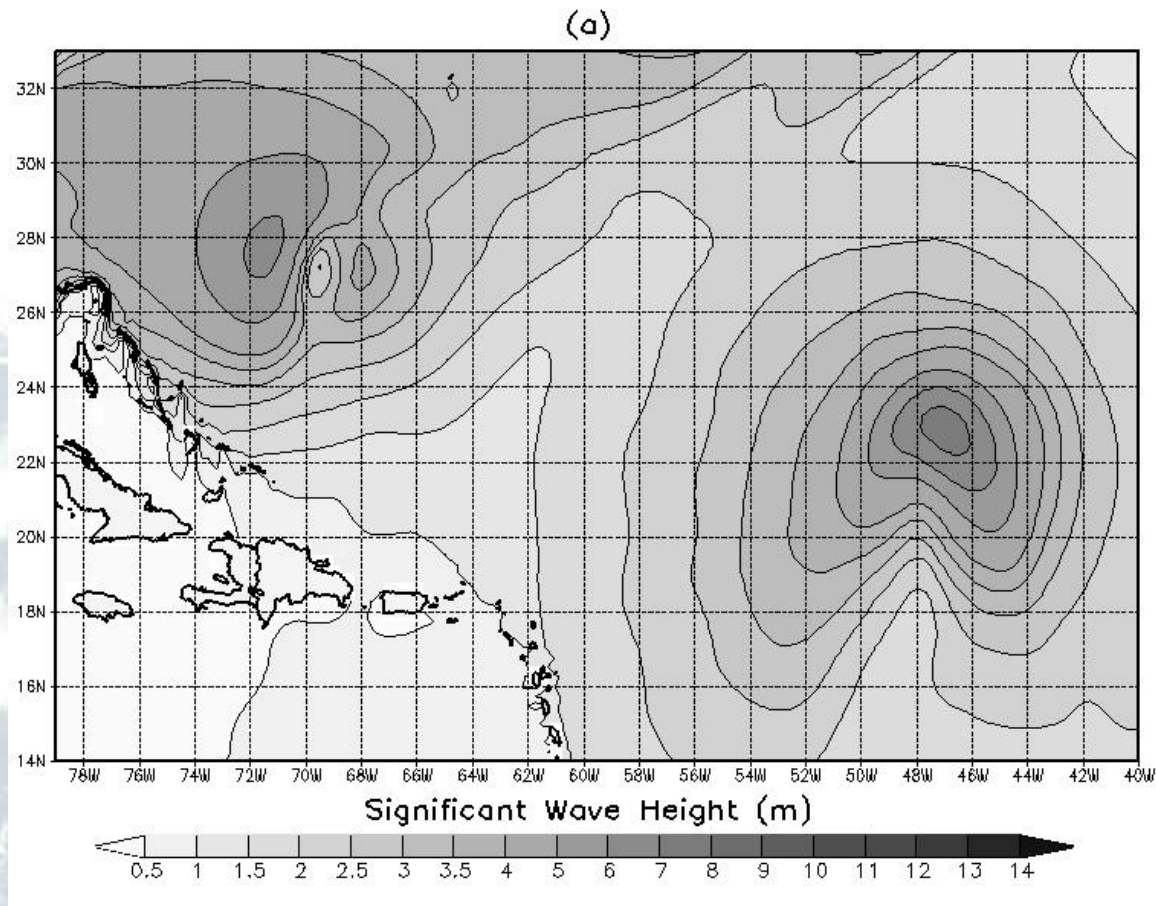 (a)
32N
30N
28N
26N
24N
22N
20N
18N
16N
14N
78W 76W 74W 72W 70W 68W 66W 64W 62W 60W 58W 56W 54W 52W 50W 48W 46W 44W 42W 40W
Significant Wave Height (m)
0.5 1 1.5 2 2.5 3 3.5 4 5 6 7 8 9 10 11 12 13 14